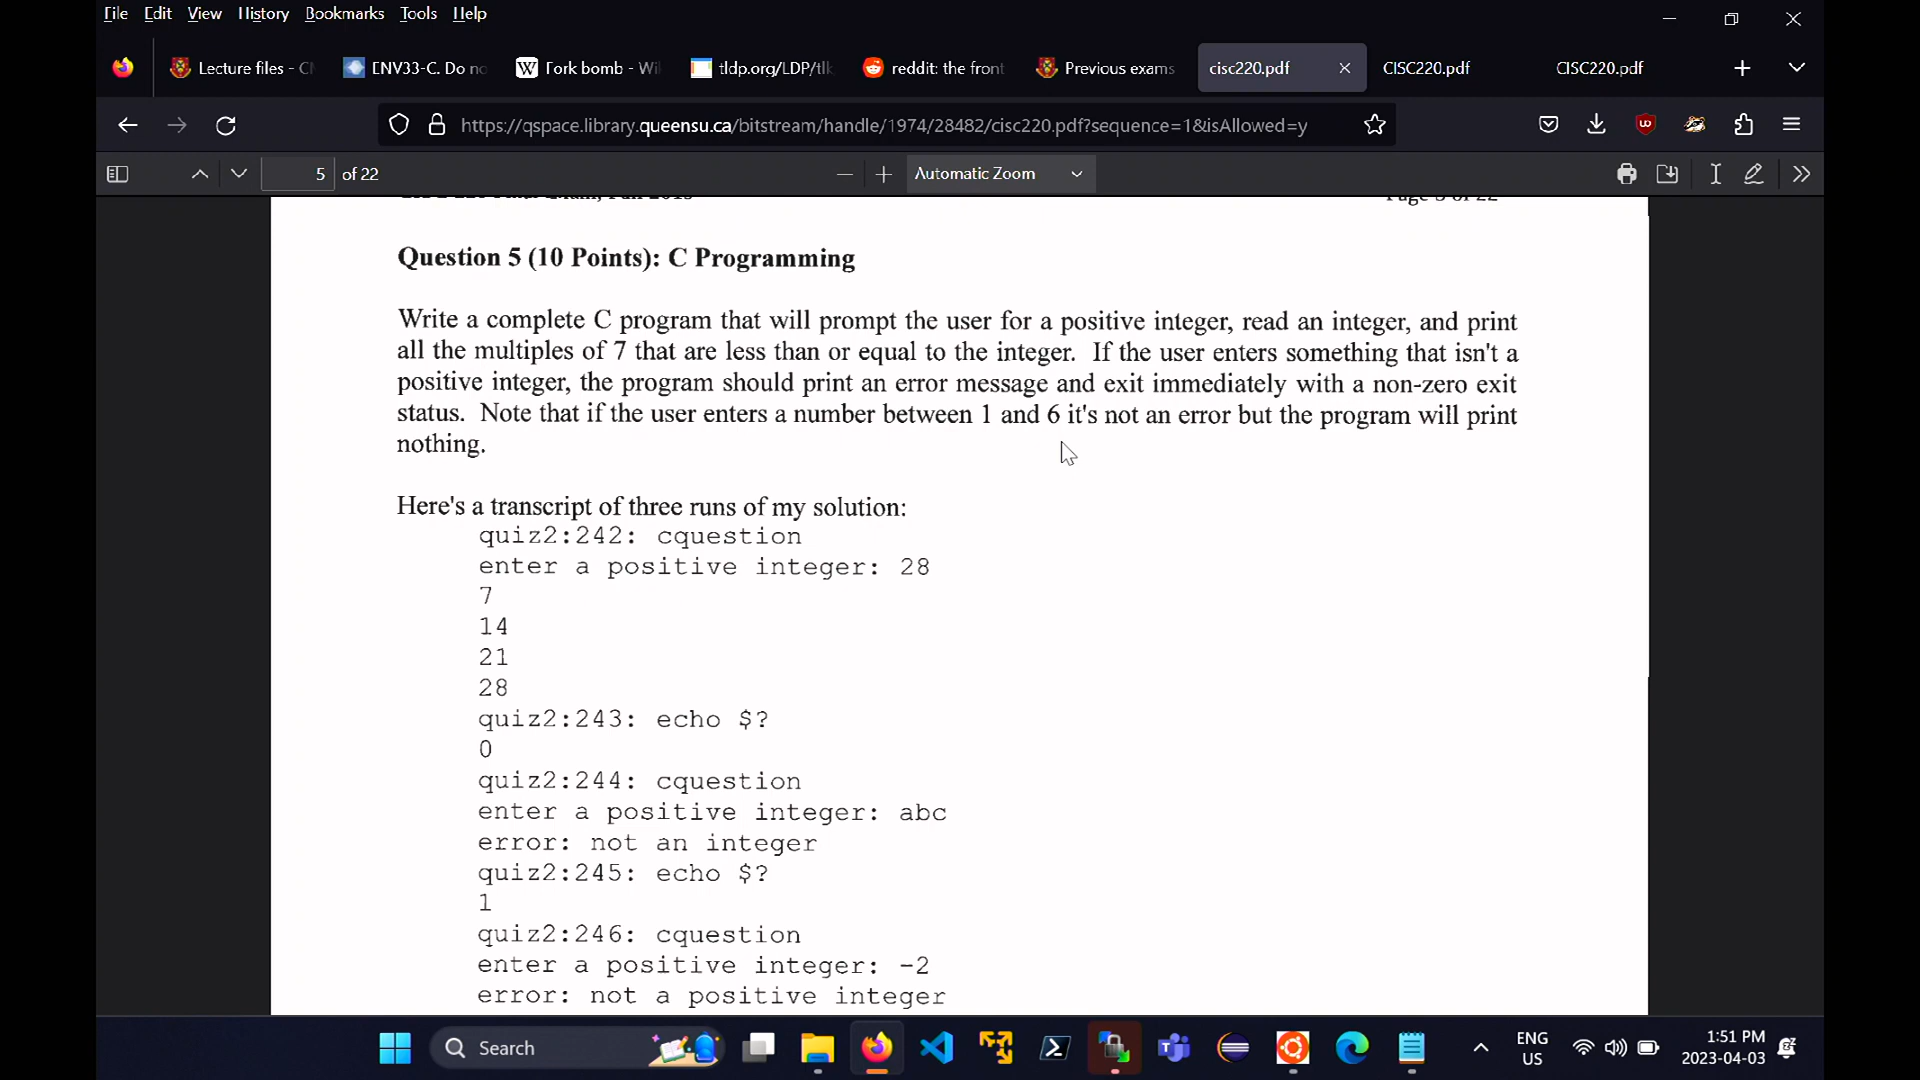 File Edit View History Bookmarks Tools Help
Lecture files - Cl
ENV33-C. Do no
Fork bomb - Wil
tldp.org/LDP/tlk
reddit: the front
Previous exams
cisc220.pdf
CISC220.pdf
CISC220.pdf
https://qspace.library.queensu.ca/bitstream/handle/1974/28482/cisc220.pdf?sequence=1&isAllowed=y
5 of 22
Automatic Zoom
Question 5 (10 Points): C Programming
Write a complete C program that will prompt the user for a positive integer, read an integer, and print
all the multiples of 7 that are less than or equal to the integer. If the user enters something that isn't a
positive integer, the program should print an error message and exit immediately with a non-zero exit
status. Note that if the user enters a number between 1 and 6 it's not an error but the program will print
nothing.
Here's a transcript of three runs of my solution:
quiz2:242: cquestion
enter a positive integer: 28
7
14
21
28
quiz2:243: echo $?
0
quiz2:244: cquestion
enter a positive integer: abc
error: not an integer
quiz2:245: echo $?
1
quiz2:246: cquestion
enter a positive integer: -2
error: not a positive integer
Search
ENG
US
1:51 PM
2023-04-03